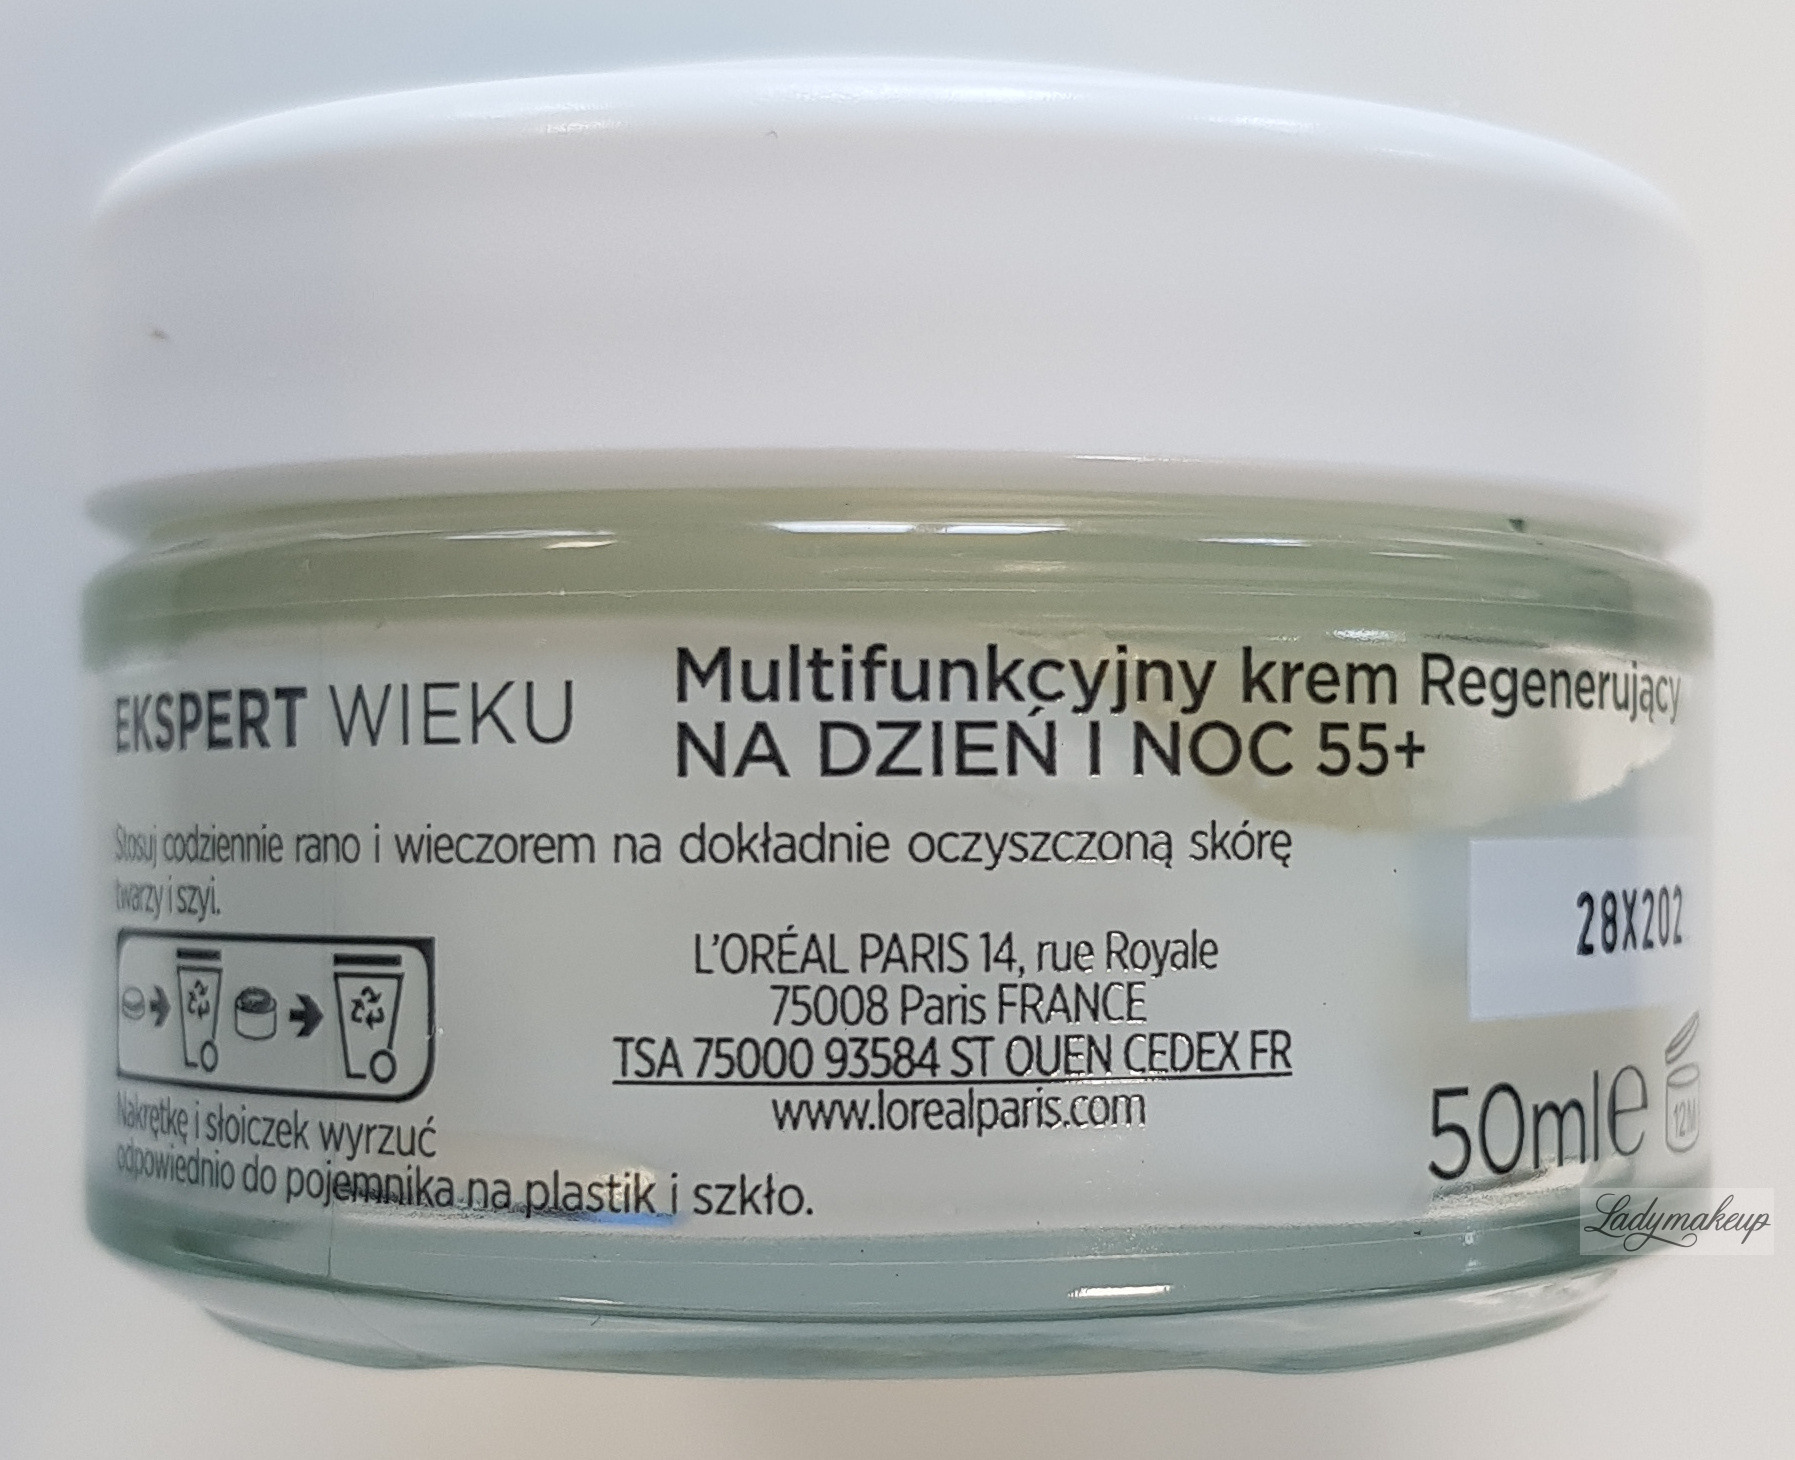 EKSPERT WIEKU
Multifunkcyjny krem Regenerujący
NA DZIEŃ I NOC 55+
Stosuj codziennie rano i wieczorem na dokładnie oczyszczoną skórę
twarzy i szyi.
Nakrętkę i słoiczek wyrzuć
odpowiednio do pojemnika na plastik i szkło.
L'ORÉAL PARIS 14, rue Royale
75008 Paris FRANCE
TSA 75000 93584 ST OUEN CEDEX FR
www.lorealparis.com
28X202
50ml e
12M
Ladymakeup